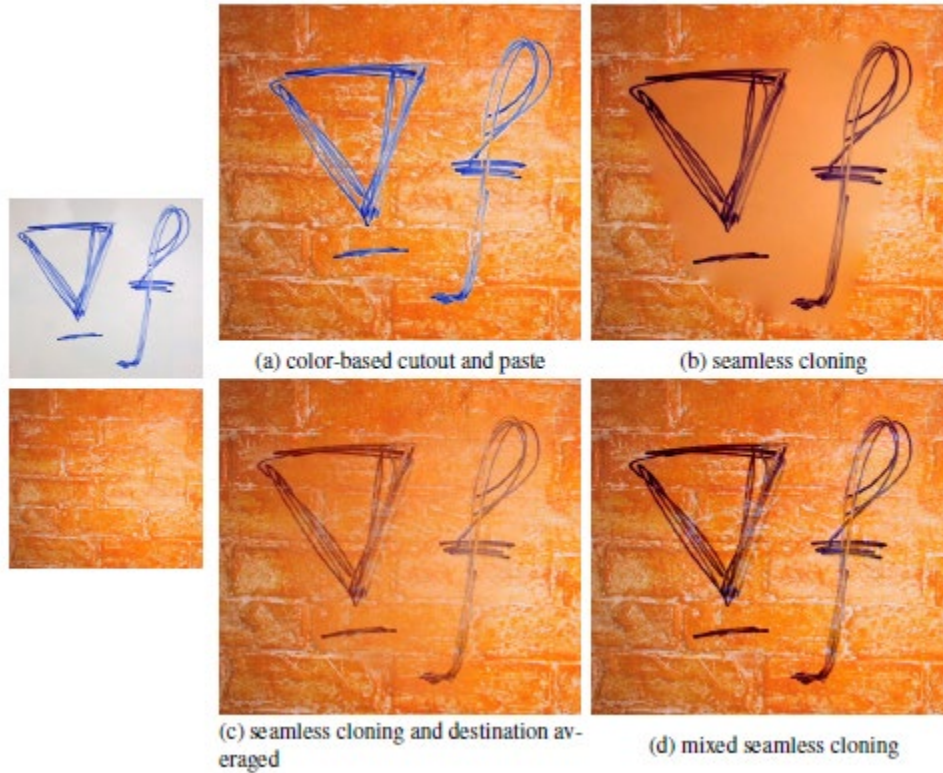 ∇ f
(a) color-based cutout and paste
∇ f
(b) seamless cloning
∇ f
∇ f
(c) seamless cloning and destination av-
eraged
∇ f
(d) mixed seamless cloning